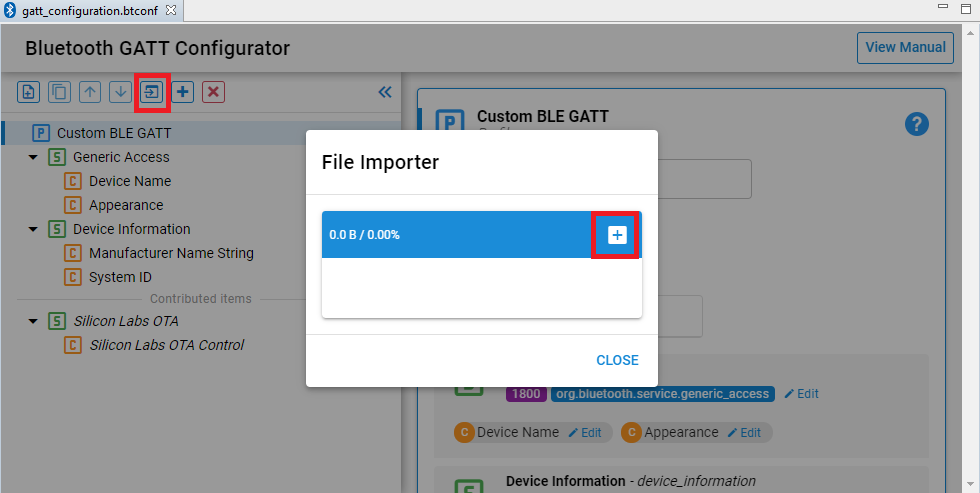 gatt_configuration.btconf
Bluetooth GATT Configurator
View Manual
P Custom BLE GATT
S Generic Access
C Device Name
C Appearance
S Device Information
C Manufacturer Name String
C System ID
Contributed items
S Silicon Labs OTA
C Silicon Labs OTA Control
P Custom BLE GATT
?
File Importer
0.0 B / 0.00%
CLOSE
1800 org.bluetooth.service.generic_access Edit
C Device Name Edit C Appearance Edit
Device Information - device_information